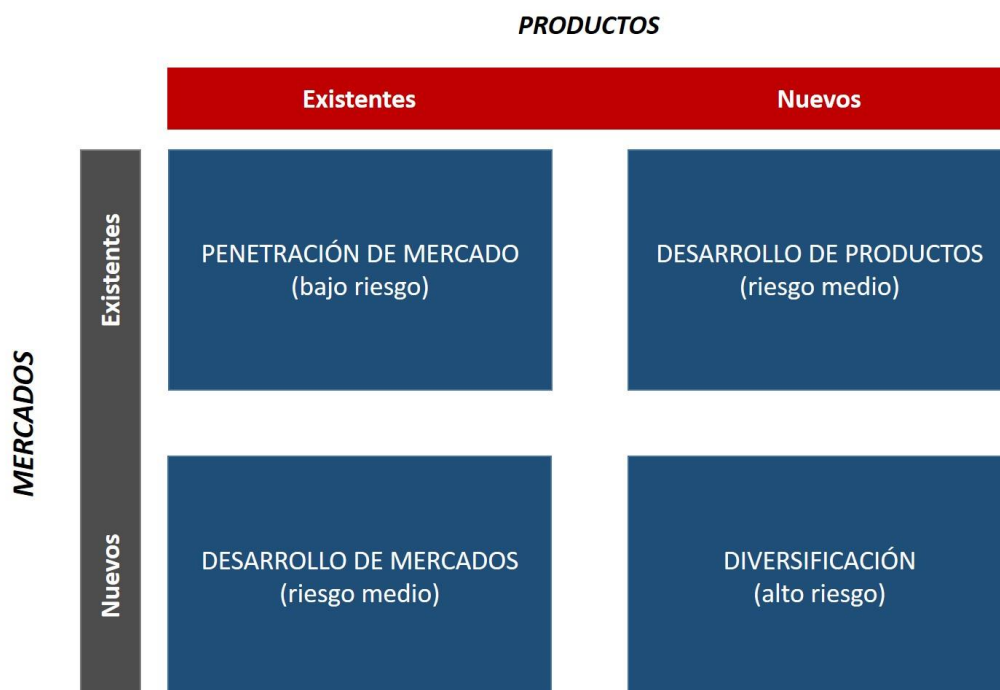 PRODUCTOS
Existentes
Nuevos
MERCADOS
Existentes
PENETRACIÓN DE MERCADO
(bajo riesgo)
DESARROLLO DE PRODUCTOS
(riesgo medio)
Nuevos
DESARROLLO DE MERCADOS
(riesgo medio)
DIVERSIFICACIÓN
(alto riesgo)